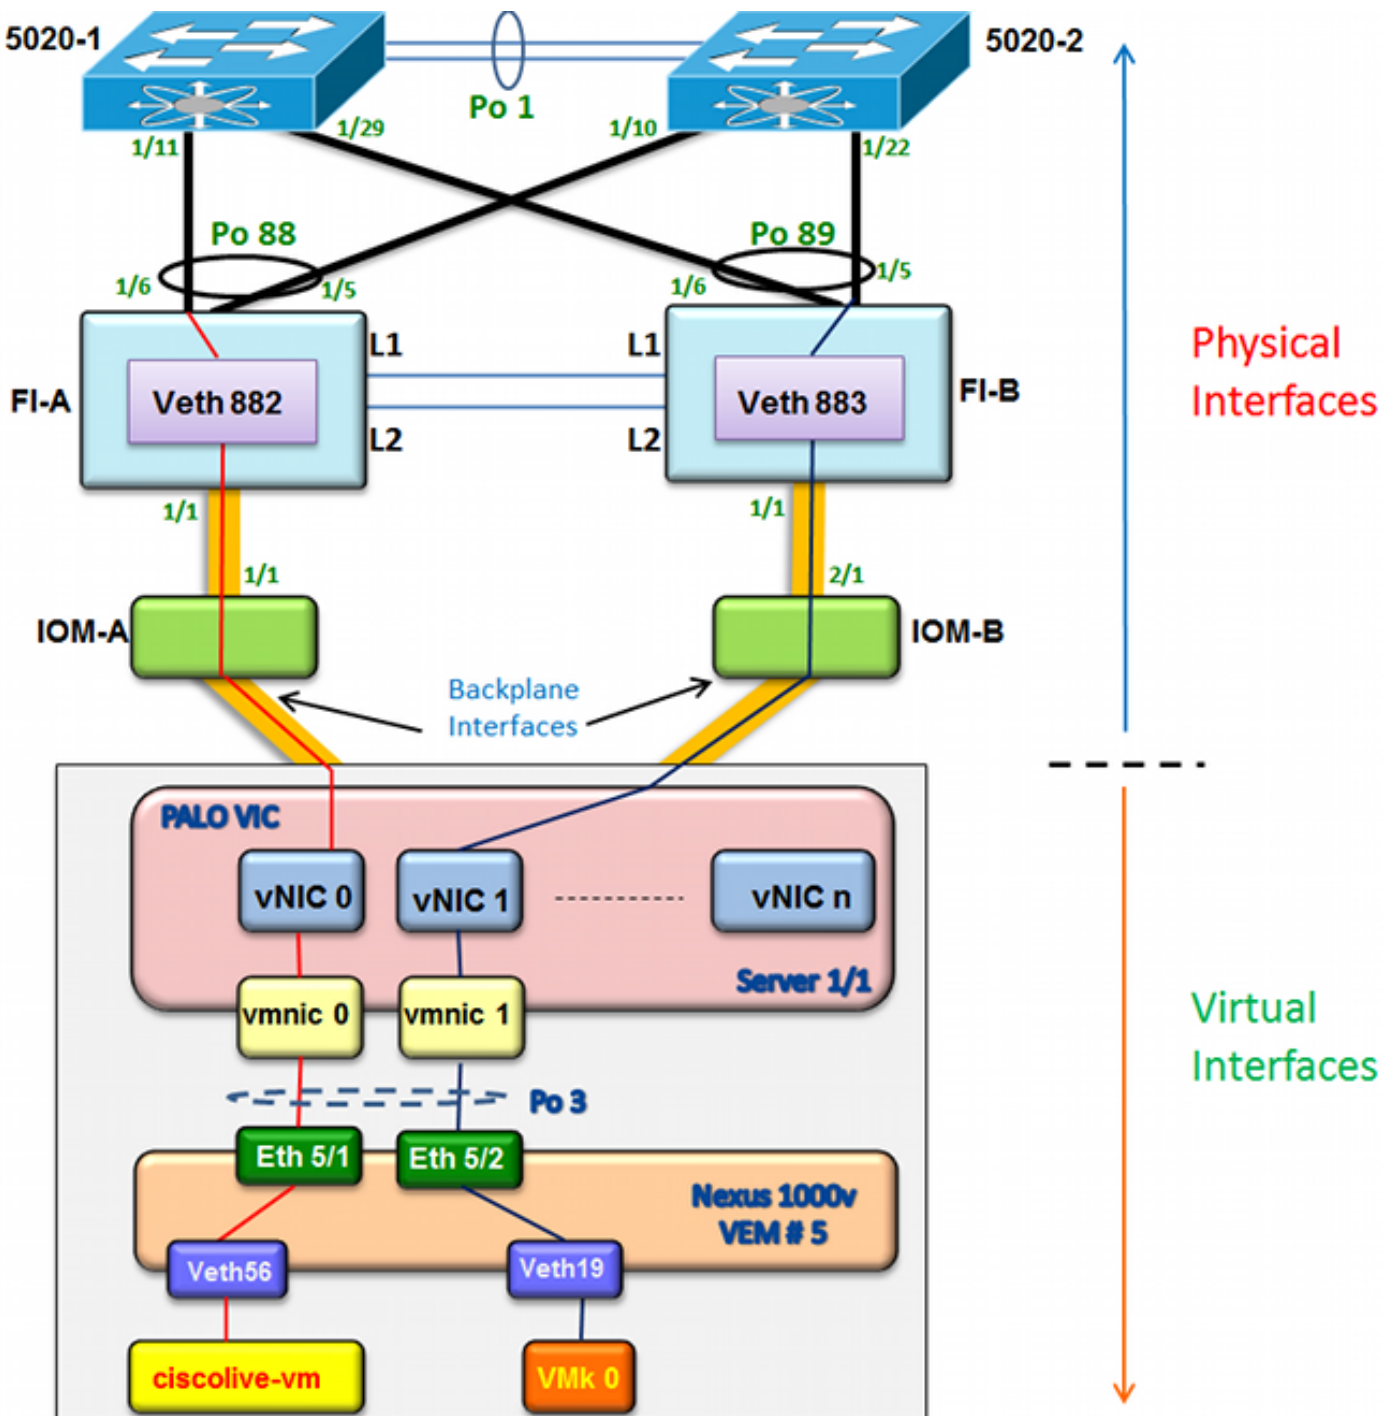 5020-1
5020-2
Po 1
1/11
1/29
1/10
1/22
Po 88
Po 89
1/6
1/5
1/6
1/5
L1
L1
FI-A
Veth 882
Veth 883
FI-B
L2
L2
Physical
Interfaces
1/1
1/1
1/1
2/1
IOM-A
IOM-B
Backplane
Interfaces
PALO VIC
vNIC 0
vNIC 1
vNIC n
Server 1/1
vmnic 0
vmnic 1
Virtual
Interfaces
Po 3
Eth 5/1
Eth 5/2
Nexus 1000v
VEM # 5
Veth56
Veth19
ciscolive-vm
VMk 0